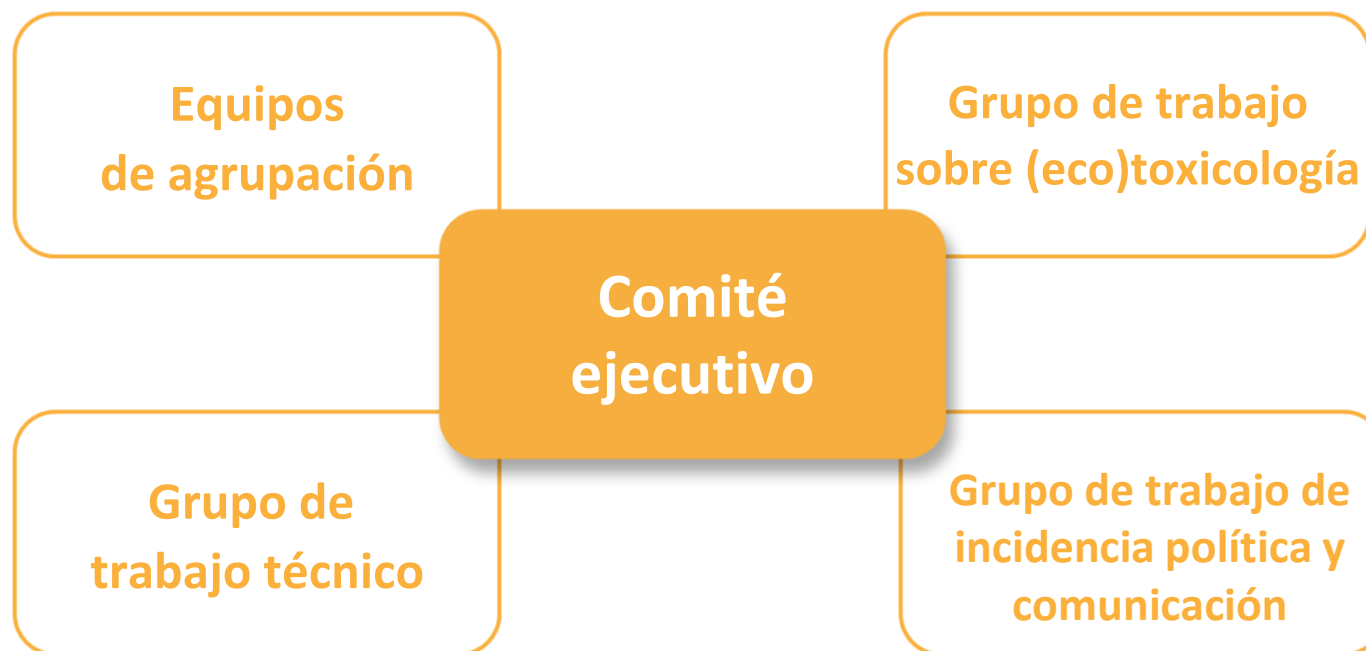 Equipos
de agrupación
Grupo de trabajo
sobre (eco)toxicología
Comité
ejecutivo
Grupo de
trabajo técnico
Grupo de trabajo de
incidencia política y
comunicación